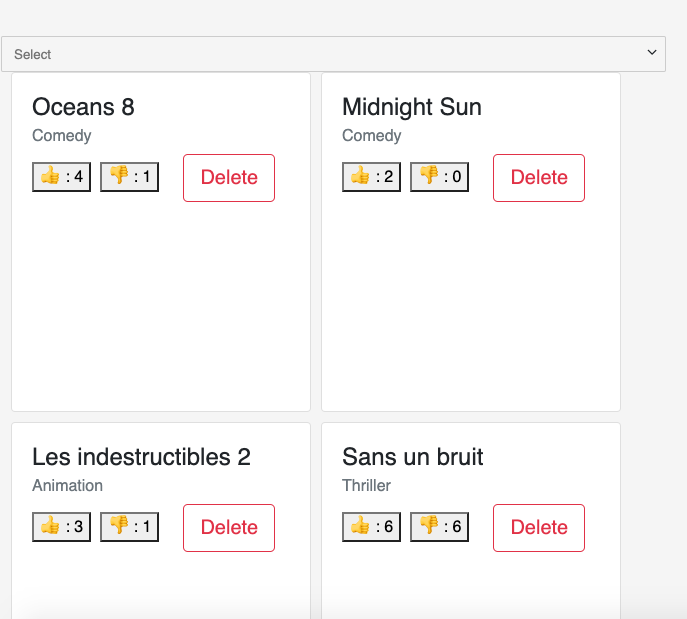 Select
Oceans 8
Comedy
👍 : 4 👎 : 1 Delete
Midnight Sun
Comedy
👍 : 2 👎 : 0 Delete
Les indestructibles 2
Animation
👍 : 3 👎 : 1 Delete
Sans un bruit
Thriller
👍 : 6 👎 : 6 Delete